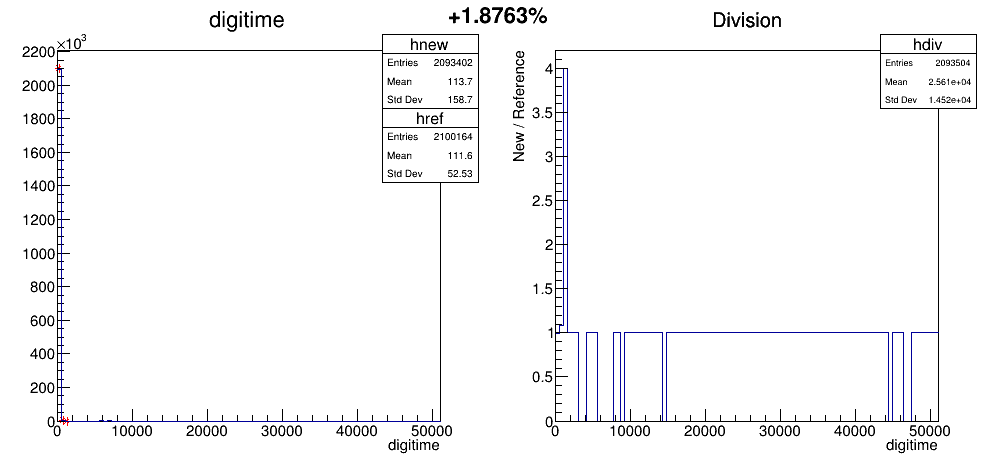 digitime
+1.8763%
Division
×10³
2200
2000
1800
1600
1400
1200
1000
800
600
400
200
0
0 10000 20000 30000 40000 50000
digitime
hnew
Entries 2093402
Mean 113.7
Std Dev 158.7
href
Entries 2100164
Mean 111.6
Std Dev 52.53
New / Reference
4
3.5
3
2.5
2
1.5
1
0.5
0
0 10000 20000 30000 40000 50000
digitime
hdiv
Entries 2093504
Mean 2.561e+04
Std Dev 1.452e+04